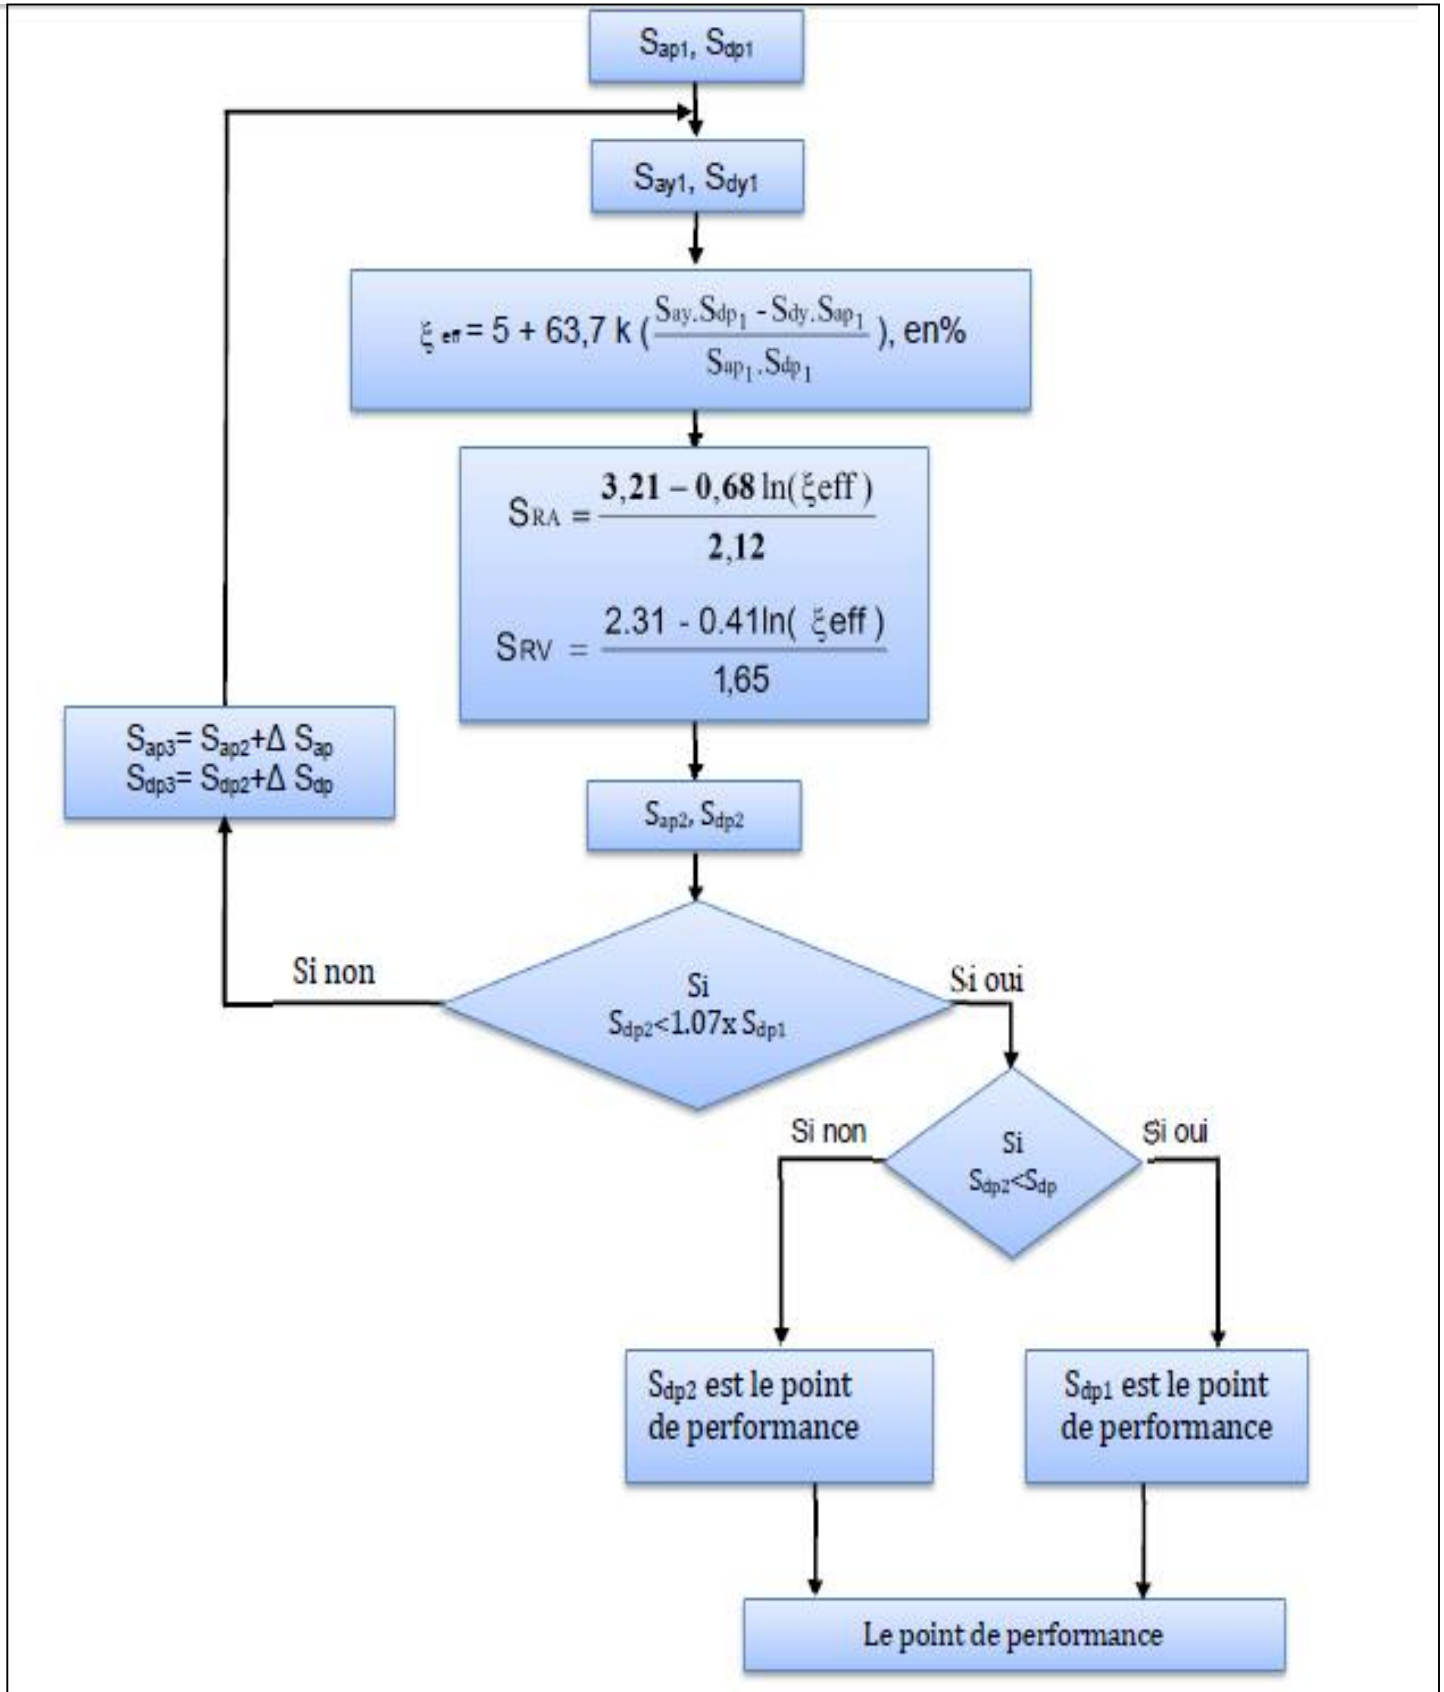 Sap1, Sdp1
Say1, Sdy1
ξ eff = 5 + 63,7 k (Say.Sdp1 - Sdy.Sap1 / Sap1.Sdp1), en%
SRA = 3,21 – 0,68 ln(ξeff) / 2,12
SRV = 2.31 - 0.41ln( ξeff) / 1,65
Sap3= Sap2+Δ Sap
Sdp3= Sdp2+Δ Sdp
Sap2, Sdp2
Si non
Si oui
Si
Sdp2<1.07x Sdp1
Si non
Si oui
Si
Sdp2<Sdp
Sdp2 est le point
de performance
Sdp1 est le point
de performance
Le point de performance